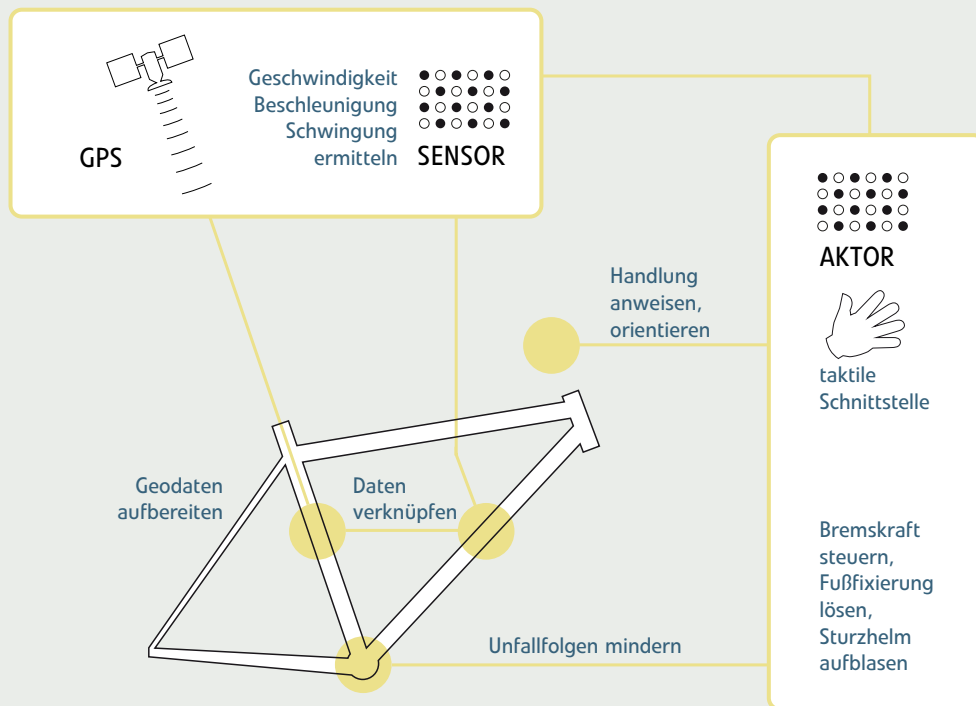 GPS
Geschwindigkeit
Beschleunigung
Schwingung
ermitteln
SENSOR
AKTOR
taktile
Schnittstelle
Handlung
anweisen,
orientieren
Geodaten
aufbereiten
Daten
verknüpfen
Bremskraft
steuern,
Fußfixierung
lösen,
Sturzhelm
aufblasen
Unfallfolgen mindern